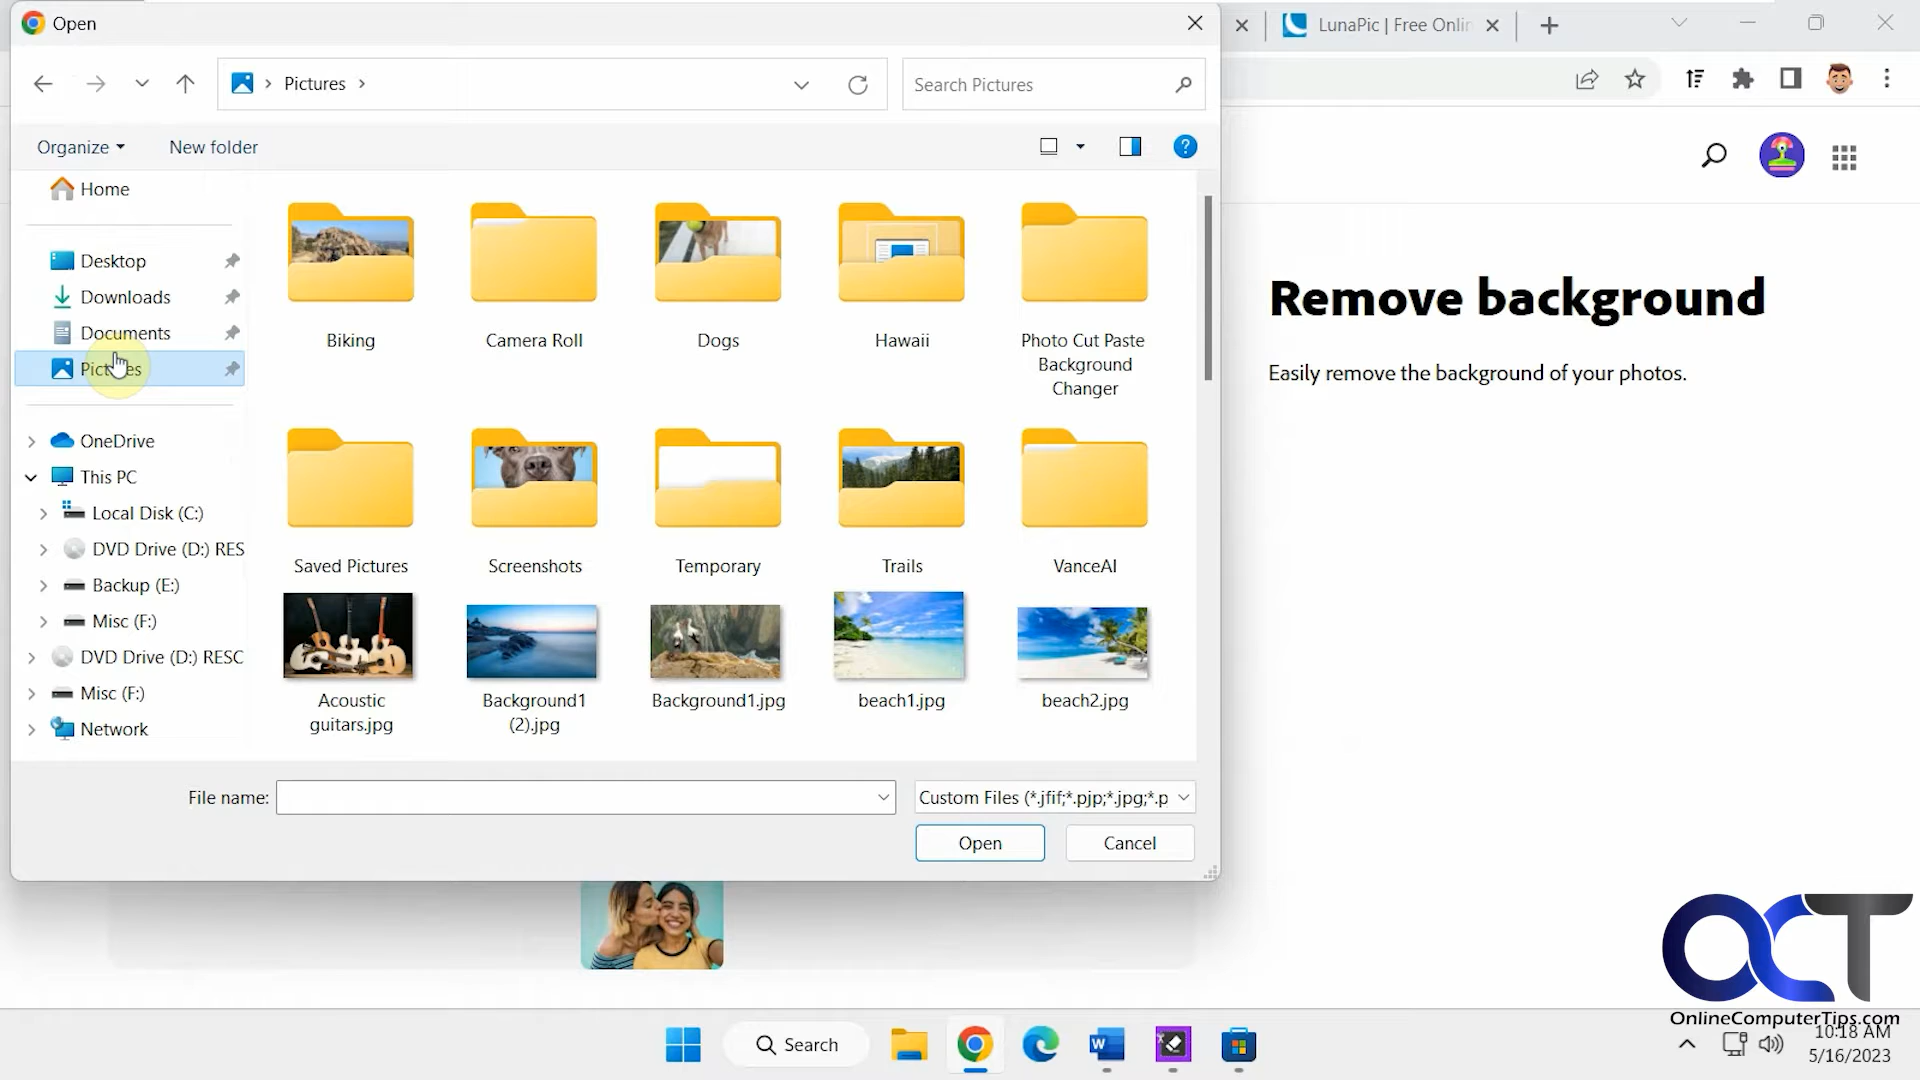 Open
LunaPic | Free Onlin
Pictures
Search Pictures
Organize
New folder
Home
Desktop
Downloads
Documents
Pictures
OneDrive
This PC
Local Disk (C:)
DVD Drive (D:) RES
Backup (E:)
Misc (F:)
DVD Drive (D:) RESC
Misc (F:)
Network
Biking
Camera Roll
Dogs
Hawaii
Photo Cut Paste
Background
Changer
Saved Pictures
Screenshots
Temporary
Trails
VanceAI
Acoustic
guitars.jpg
Background1
(2).jpg
Background1.jpg
beach1.jpg
beach2.jpg
File name:
Custom Files (*.jfif;*.pjp;*.jpg;*.p
Open
Cancel
Remove background
Easily remove the background of your photos.
OCT
OnlineComputerTips.com
Search
10:18 AM
5/16/2023